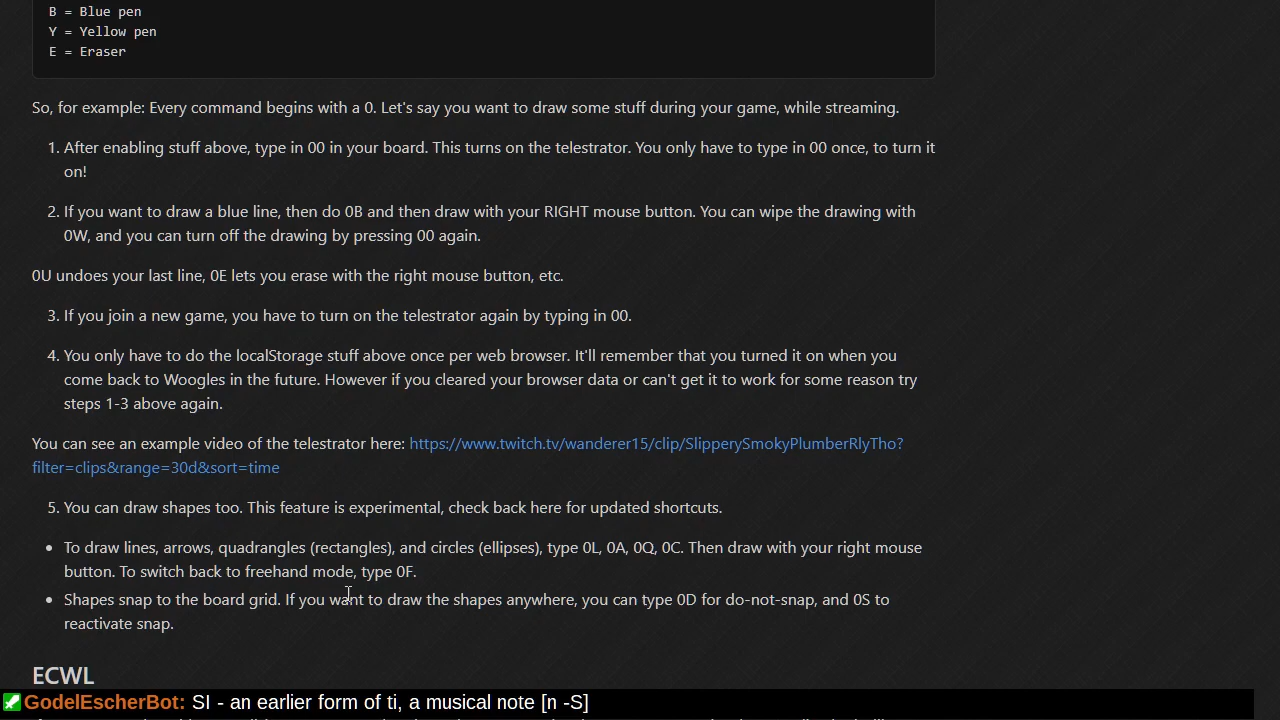 B = Blue pen
Y = Yellow pen
E = Eraser
So, for example: Every command begins with a 0. Let's say you want to draw some stuff during your game, while streaming.
1. After enabling stuff above, type in 00 in your board. This turns on the telestrator. You only have to type in 00 once, to turn it
on!
2. If you want to draw a blue line, then do 0B and then draw with your RIGHT mouse button. You can wipe the drawing with
0W, and you can turn off the drawing by pressing 00 again.
0U undoes your last line, 0E lets you erase with the right mouse button, etc.
3. If you join a new game, you have to turn on the telestrator again by typing in 00.
4. You only have to do the localStorage stuff above once per web browser. It'll remember that you turned it on when you
come back to Woogles in the future. However if you cleared your browser data or can't get it to work for some reason try
steps 1-3 above again.
You can see an example video of the telestrator here: https://www.twitch.tv/wanderer15/clip/SlipperySmokyPlumberRlyTho?
filter=clips&range=30d&sort=time
5. You can draw shapes too. This feature is experimental, check back here for updated shortcuts.
• To draw lines, arrows, quadrangles (rectangles), and circles (ellipses), type 0L, 0A, 0Q, 0C. Then draw with your right mouse
button. To switch back to freehand mode, type 0F.
• Shapes snap to the board grid. If you want to draw the shapes anywhere, you can type 0D for do-not-snap, and 0S to
reactivate snap.
ECWL
GodelEscherBot: SI - an earlier form of ti, a musical note [n -S]